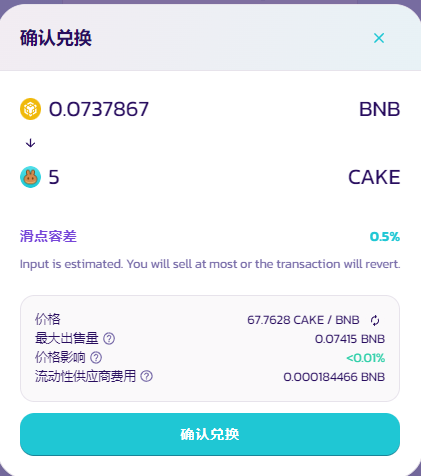 确认兑换
0.0737867 BNB
5 CAKE
滑点容差 0.5%
Input is estimated. You will sell at most or the transaction will revert.
价格 67.7628 CAKE / BNB
最大出售量 0.07415 BNB
价格影响 <0.01%
流动性供应商费用 0.000184466 BNB
确认兑换